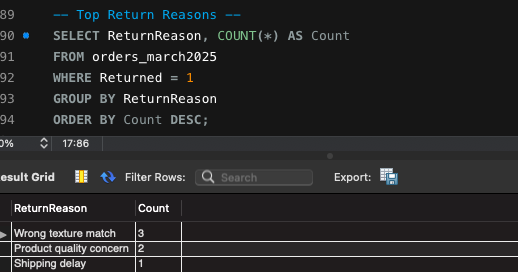 89 -- Top Return Reasons --
90 SELECT ReturnReason, COUNT(*) AS Count
91 FROM orders_march2025
92 WHERE Returned = 1
93 GROUP BY ReturnReason
94 ORDER BY Count DESC;
0% 17:86
esult Grid Filter Rows: Search Export:
ReturnReason Count
Wrong texture match 3
Product quality concern 2
Shipping delay 1